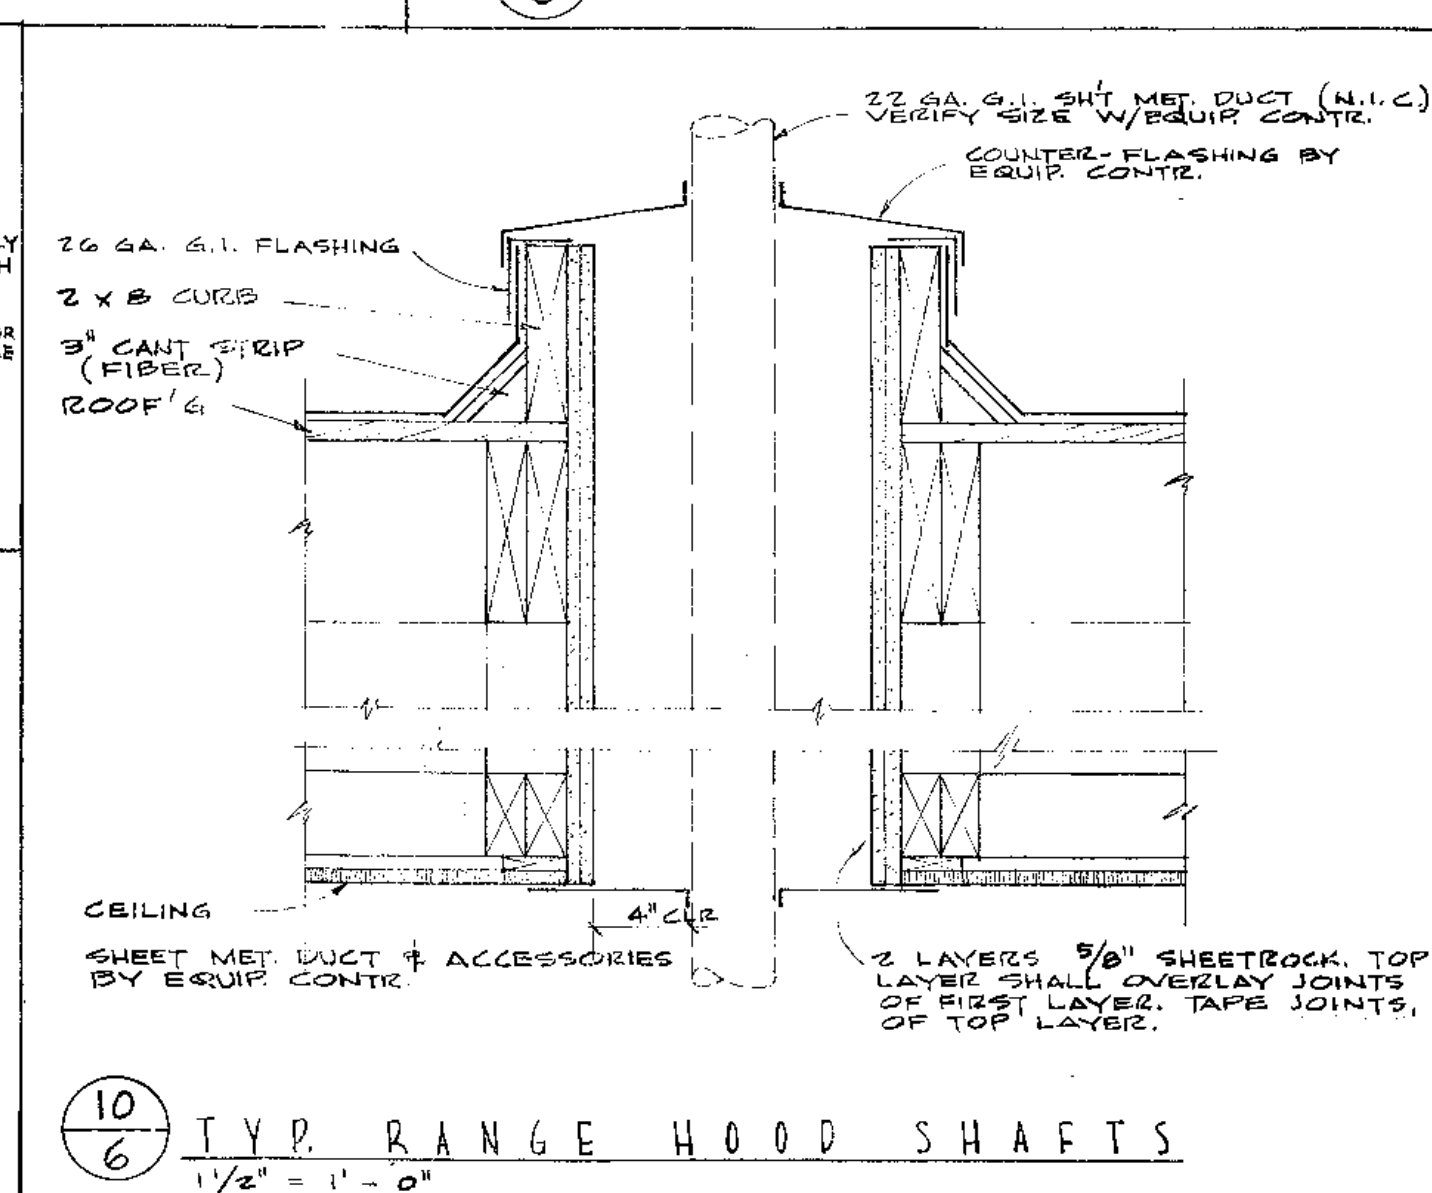 22 GA. G.I. SH'T MET. DUCT (N.I.C)
VERIFY SIZE W/EQUIP. CONTR.
COUNTER-FLASHING BY
EQUIP. CONTR.
26 GA. G.I. FLASHING
2 X 8 CURB
3" CANT STRIP
(FIBER)
ROOF'G
CEILING
4" CLR
SHEET MET. DUCT & ACCESSORIES
BY EQUIP. CONTR.
2 LAYERS 5/8" SHEETROCK. TOP
LAYER SHALL OVERLAY JOINTS
OF FIRST LAYER. TAPE JOINTS,
OF TOP LAYER.
10
6
TYP. RANGE HOOD SHAFTS
1 1/2" = 1' - 0"